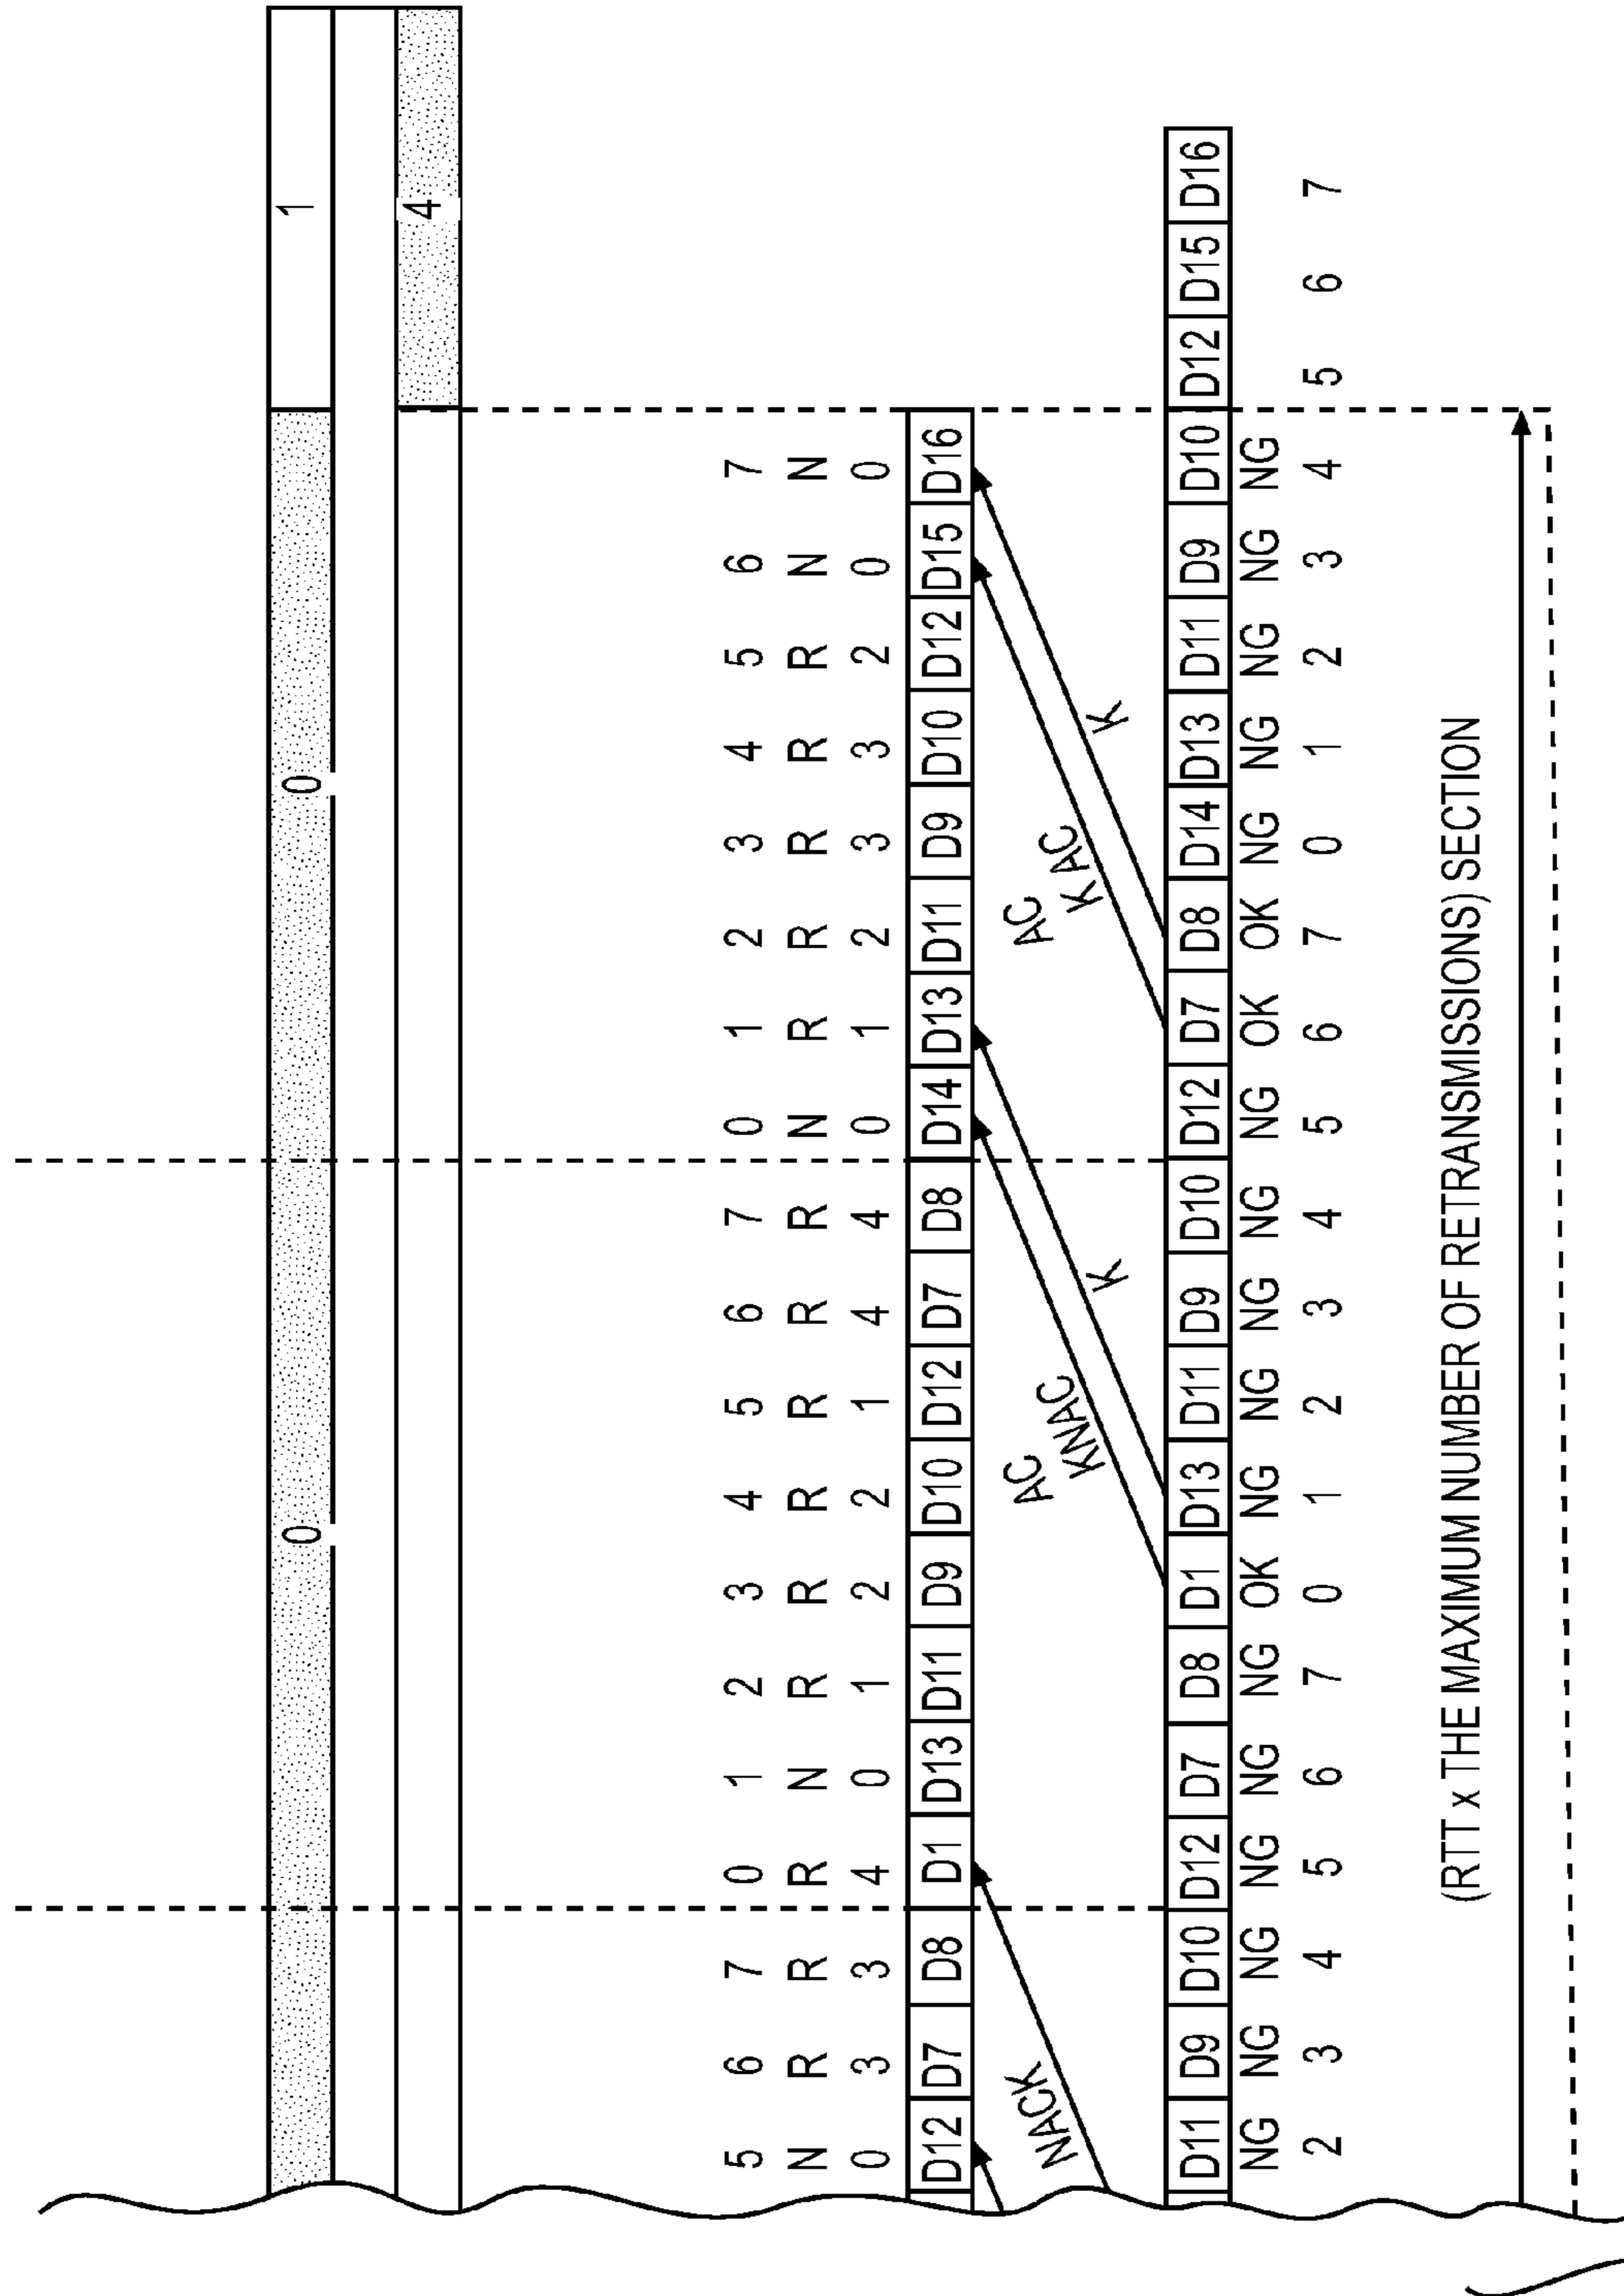 0 0 1
4
5 6 7 0 1 2 3 4 5 6 7 0 1 2 3 4 5 6 7
N R R R N R R R R R R N R R R R R N N
0 3 3 4 0 1 2 2 1 4 4 0 1 2 3 3 2 0 0
D12 D7 D8 D1 D13 D11 D9 D10 D12 D7 D8 D14 D13 D11 D9 D10 D12 D15 D16
NACK
AC
KNAC
K
AC
K AC
K
D11 D9 D10 D12 D7 D8 D1 D13 D11 D9 D10 D12 D7 D8 D14 D13 D11 D9 D10 D12 D15 D16
NG NG NG NG NG NG OK NG NG NG NG NG OK OK NG NG NG NG NG
2 3 4 5 6 7 0 1 2 3 4 5 6 7 0 1 2 3 4 5 6 7
(RTT x THE MAXIMUM NUMBER OF RETRANSMISSIONS) SECTION